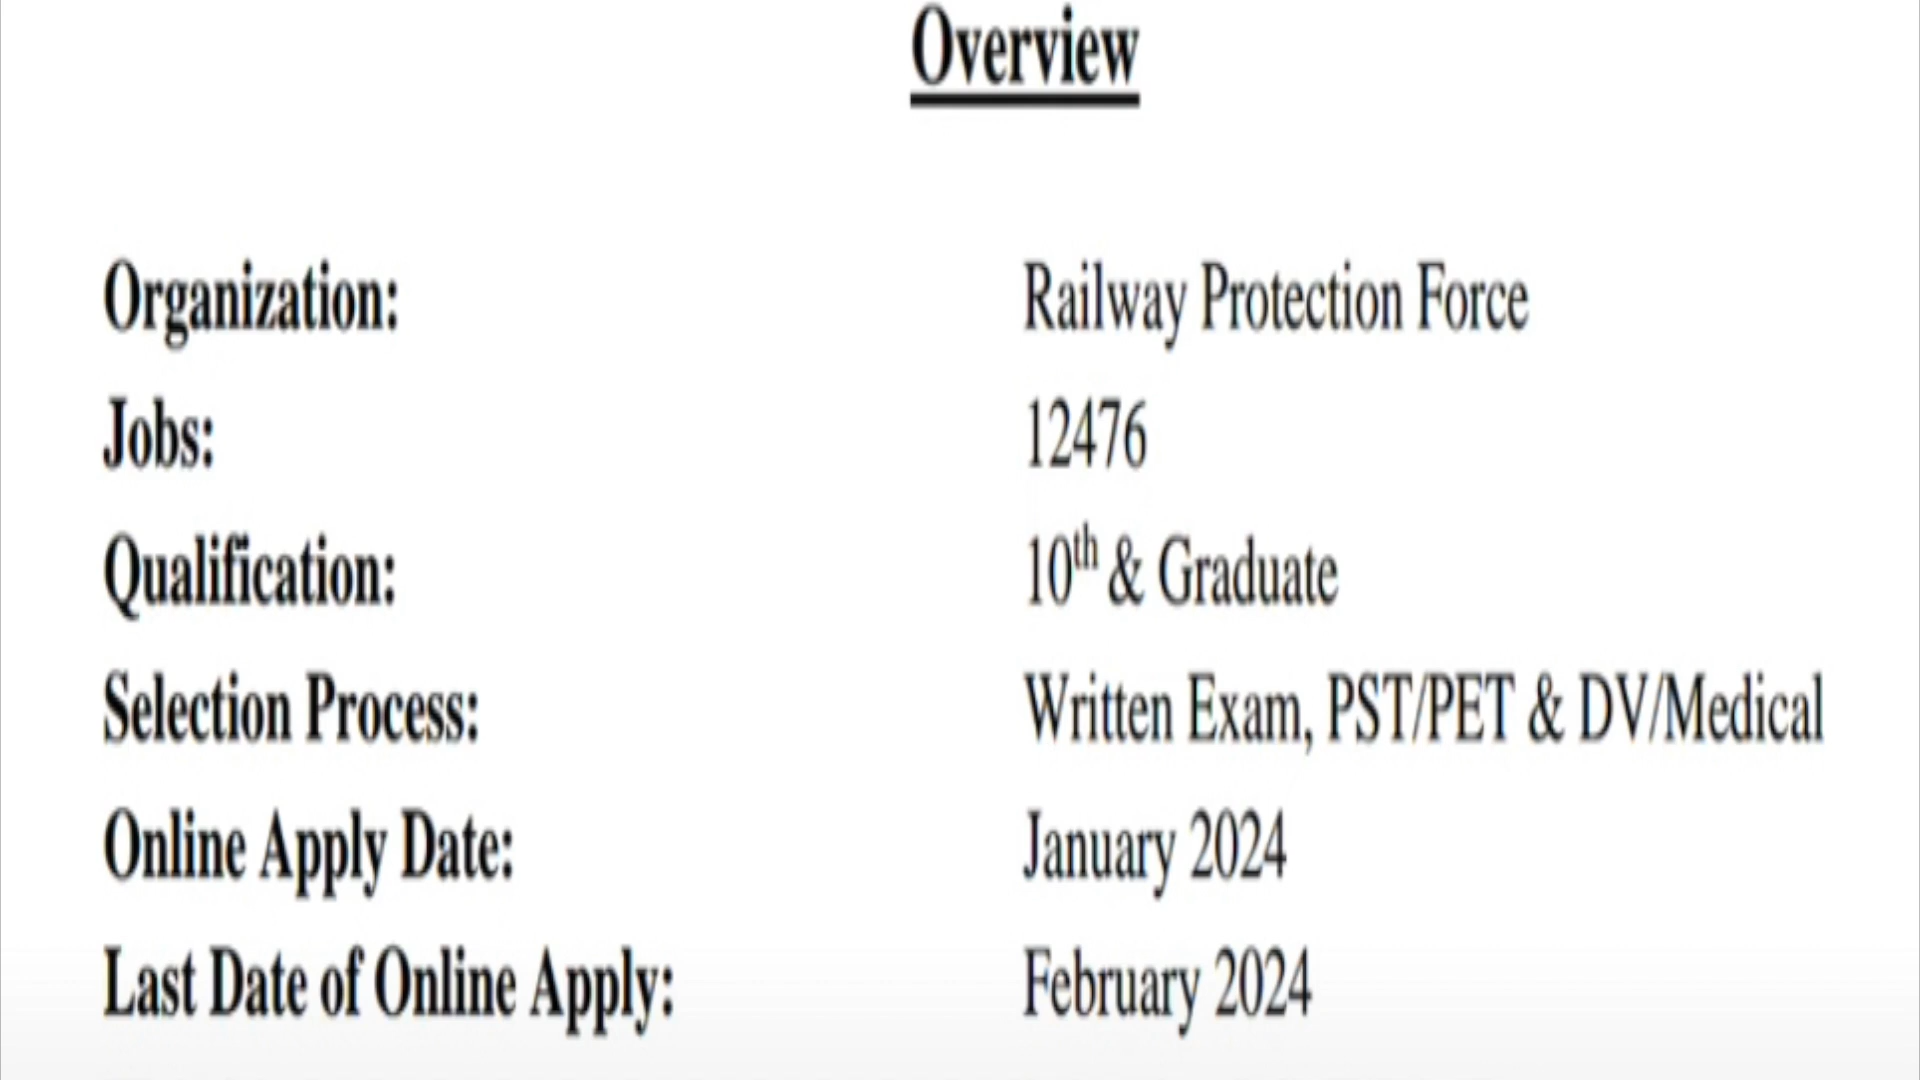 Overview
Organization: Railway Protection Force
Jobs: 12476
Qualification: 10th & Graduate
Selection Process: Written Exam, PST/PET & DV/Medical
Online Apply Date: January 2024
Last Date of Online Apply: February 2024